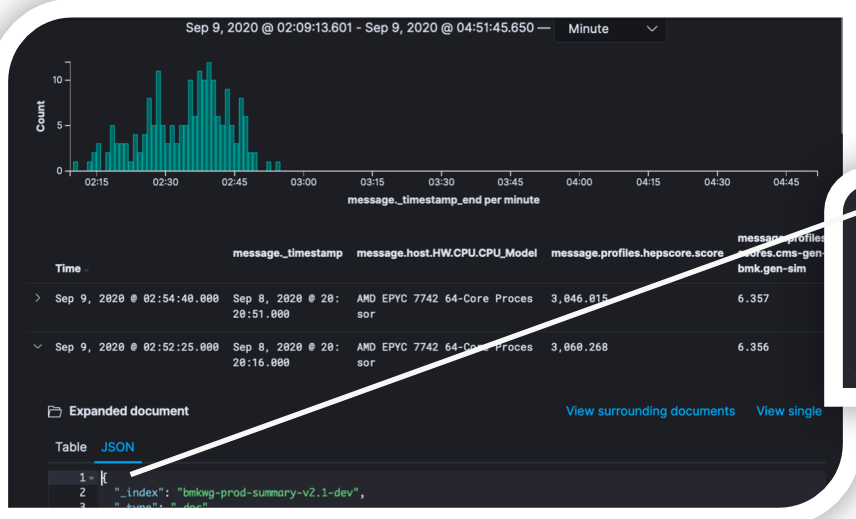 Sep 9, 2020 @ 02:09:13.601 - Sep 9, 2020 @ 04:51:45.650 — Minute
10
5
0
Count
02:15 02:30 02:45 03:00 03:15 03:30 03:45 04:00 04:15 04:30 04:45
message._timestamp_end per minute
Time
message._timestamp
message.host.HW.CPU.CPU_Model
message.profiles.hepscore.score
message.profiles
scores.cms-gen-
bmk.gen-sim
Sep 9, 2020 @ 02:54:40.000 Sep 8, 2020 @ 20: AMD EPYC 7742 64-Core Proces 3,046.015 6.357
20:51.000 sor
Sep 9, 2020 @ 02:52:25.000 Sep 8, 2020 @ 20: AMD EPYC 7742 64-Core Proces 3,060.268 6.356
20:16.000 sor
Expanded document View surrounding documents View single
Table JSON
1 {
2 "_index": "bmkwg-prod-summary-v2.1-dev",
3 "_type": "_doc"